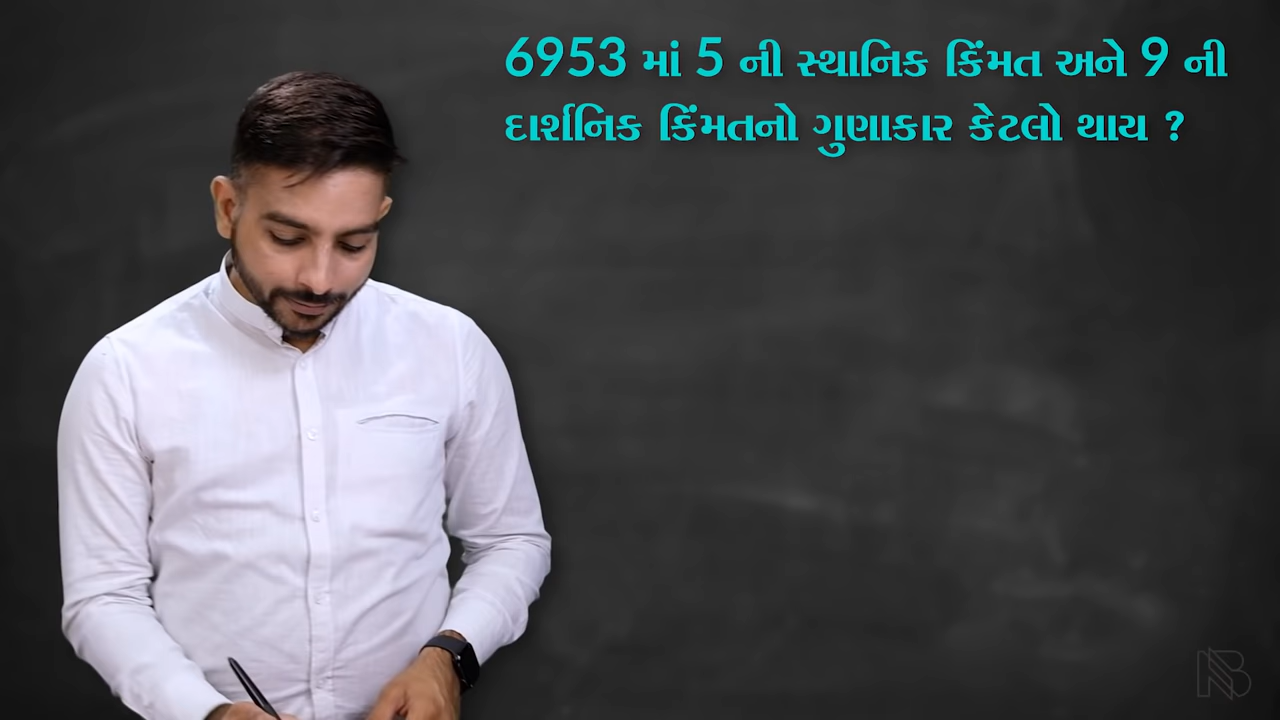 6953 માં 5 ની સ્થાનિક કિંમત અને 9 ની
દાર્શનિક કિંમતનો ગુણાકાર કેટલો થાય ?